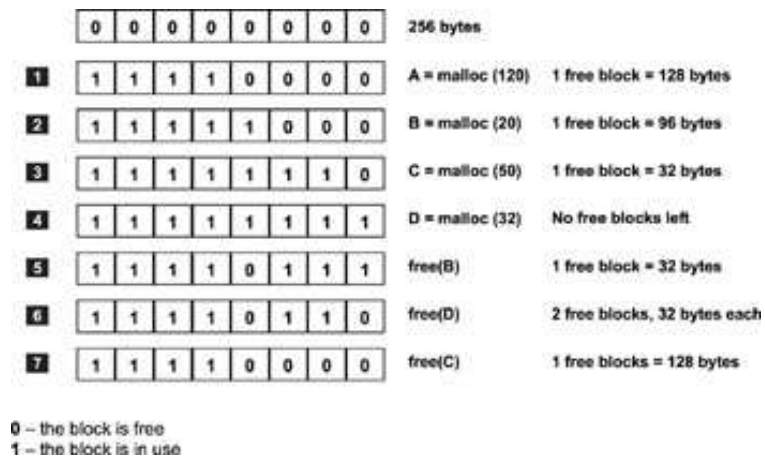 0 0 0 0 0 0 0 0 256 bytes
1 1 1 1 1 0 0 0 0 A = malloc (120) 1 free block = 128 bytes
2 1 1 1 1 1 0 0 0 B = malloc (20) 1 free block = 96 bytes
3 1 1 1 1 1 1 1 0 C = malloc (50) 1 free block = 32 bytes
4 1 1 1 1 1 1 1 1 D = malloc (32) No free blocks left
5 1 1 1 1 0 1 1 1 free(B) 1 free block = 32 bytes
6 1 1 1 1 0 1 1 0 free(D) 2 free blocks, 32 bytes each
7 1 1 1 1 0 0 0 0 free(C) 1 free blocks = 128 bytes
0 – the block is free
1 – the block is in use